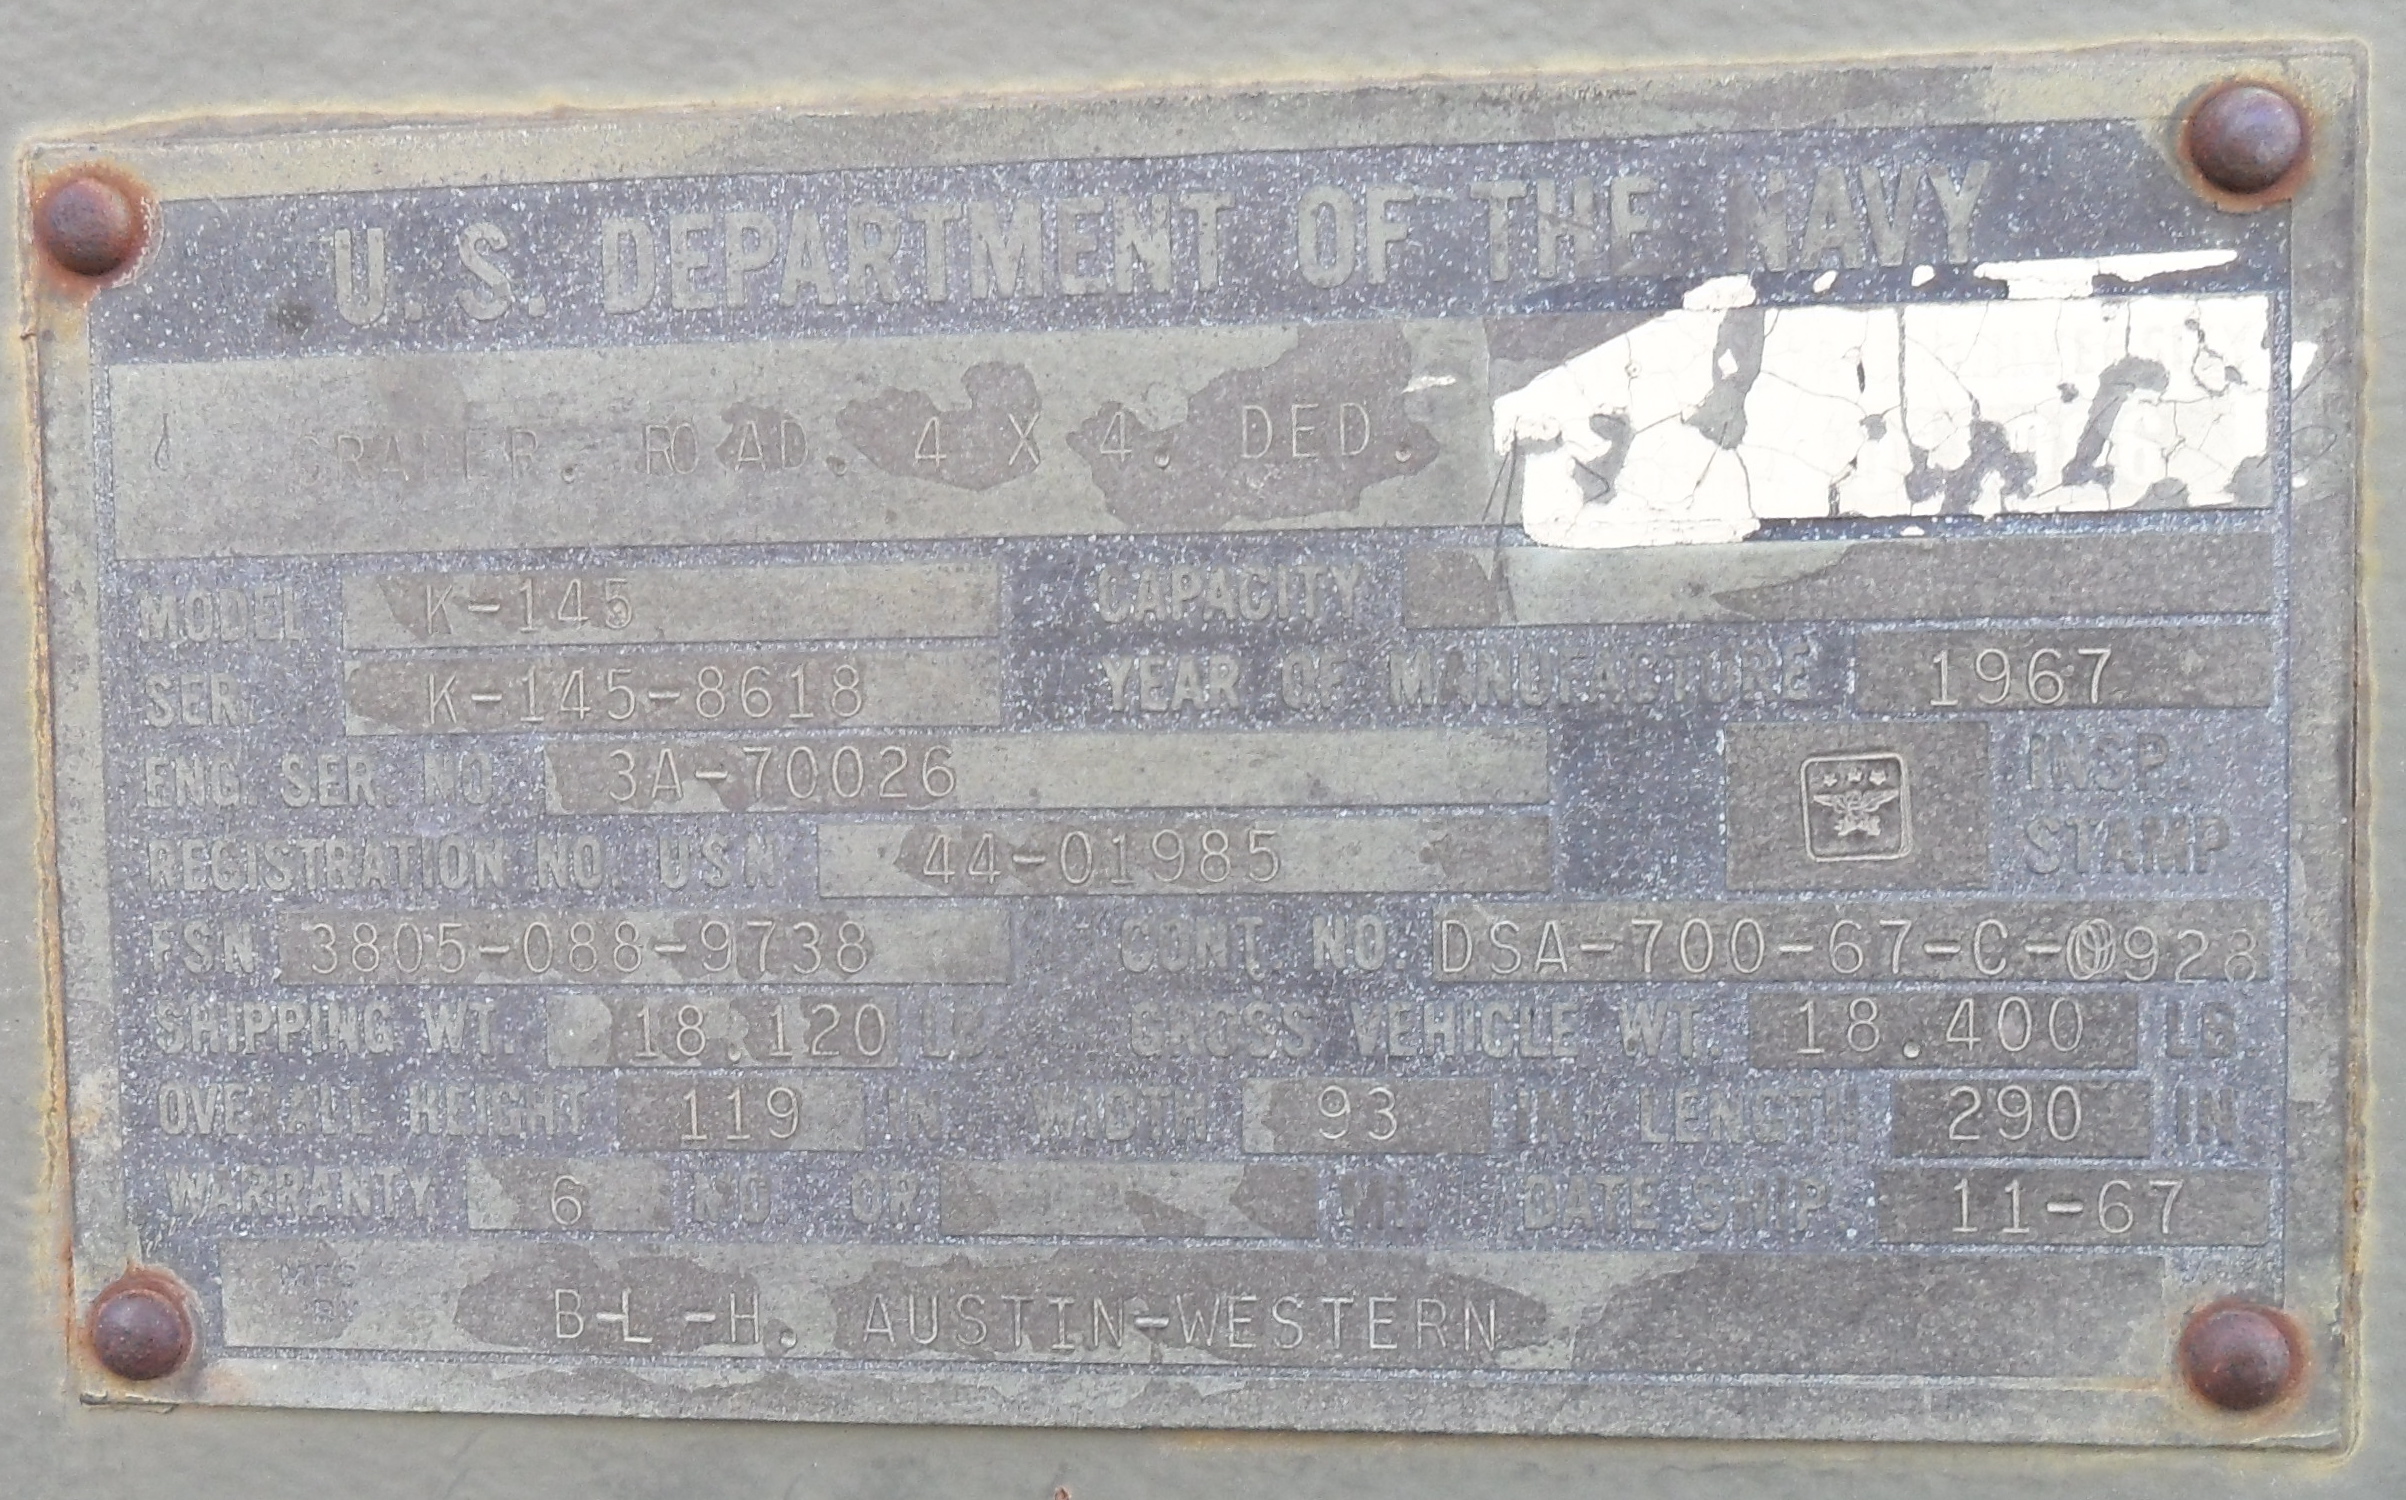 U. S. DEPARTMENT OF THE NAVY
GRADER. ROAD. 4 X 4. DED.
MODEL K-145 CAPACITY
SER. K-145-8618 YEAR OF MANUFACTURE 1967
ENG. SER. NO. 3A-70026 INSP.
REGISTRATION NO. USN 44-01985 STAMP
FSN 3805-088-9738 CONT. NO. DSA-700-67-C-0928
SHIPPING WT. 18.120 LB. GROSS VEHICLE WT. 18.400 LB.
OVERALL HEIGHT 119 IN. WIDTH 93 IN. LENGTH 290 IN.
WARRANTY 6 MO. OR MI. DATE SHIP. 11-67
MFG. BY B-L-H. AUSTIN-WESTERN